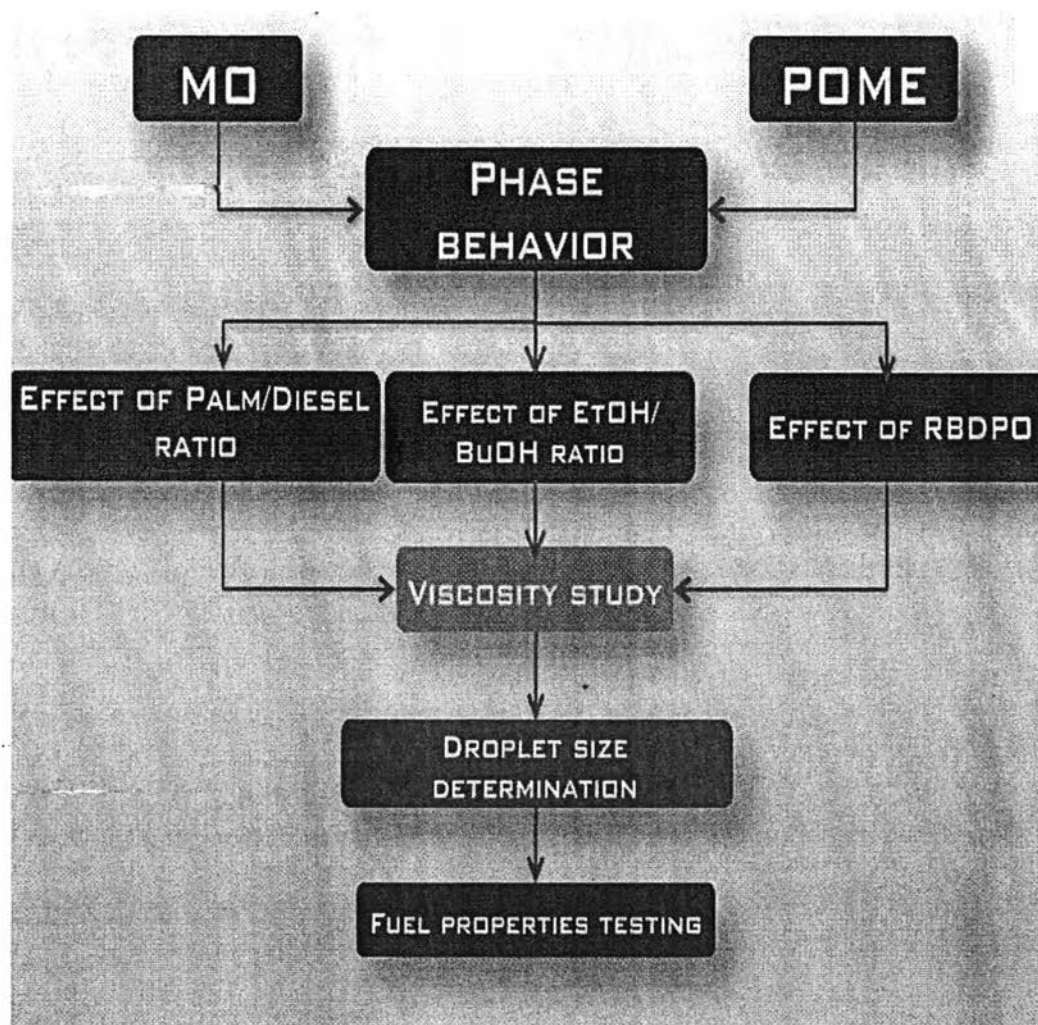 MO
POME
PHASE
BEHAVIOR
EFFECT OF PALM/DIESEL
RATIO
EFFECT OF ETOH/
BUOH RATIO
EFFECT OF RBDPO
VISCOSITY STUDY
DROPLET SIZE
DETERMINATION
FUEL PROPERTIES TESTING